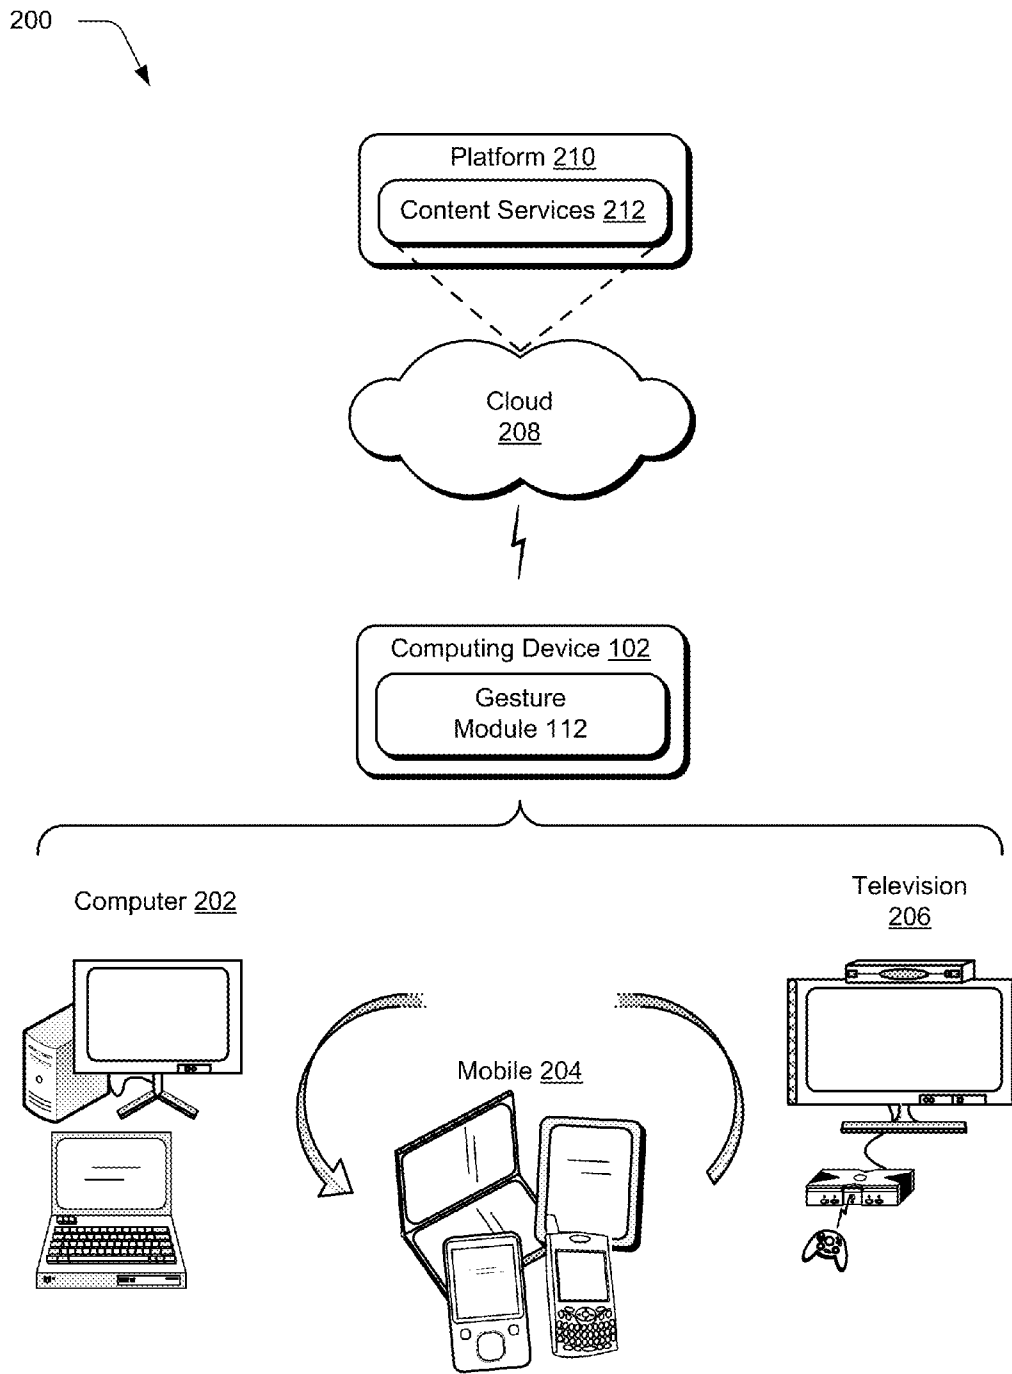 200
Platform 210
Content Services 212
Cloud
208
Computing Device 102
Gesture
Module 112
Computer 202
Television
206
Mobile 204